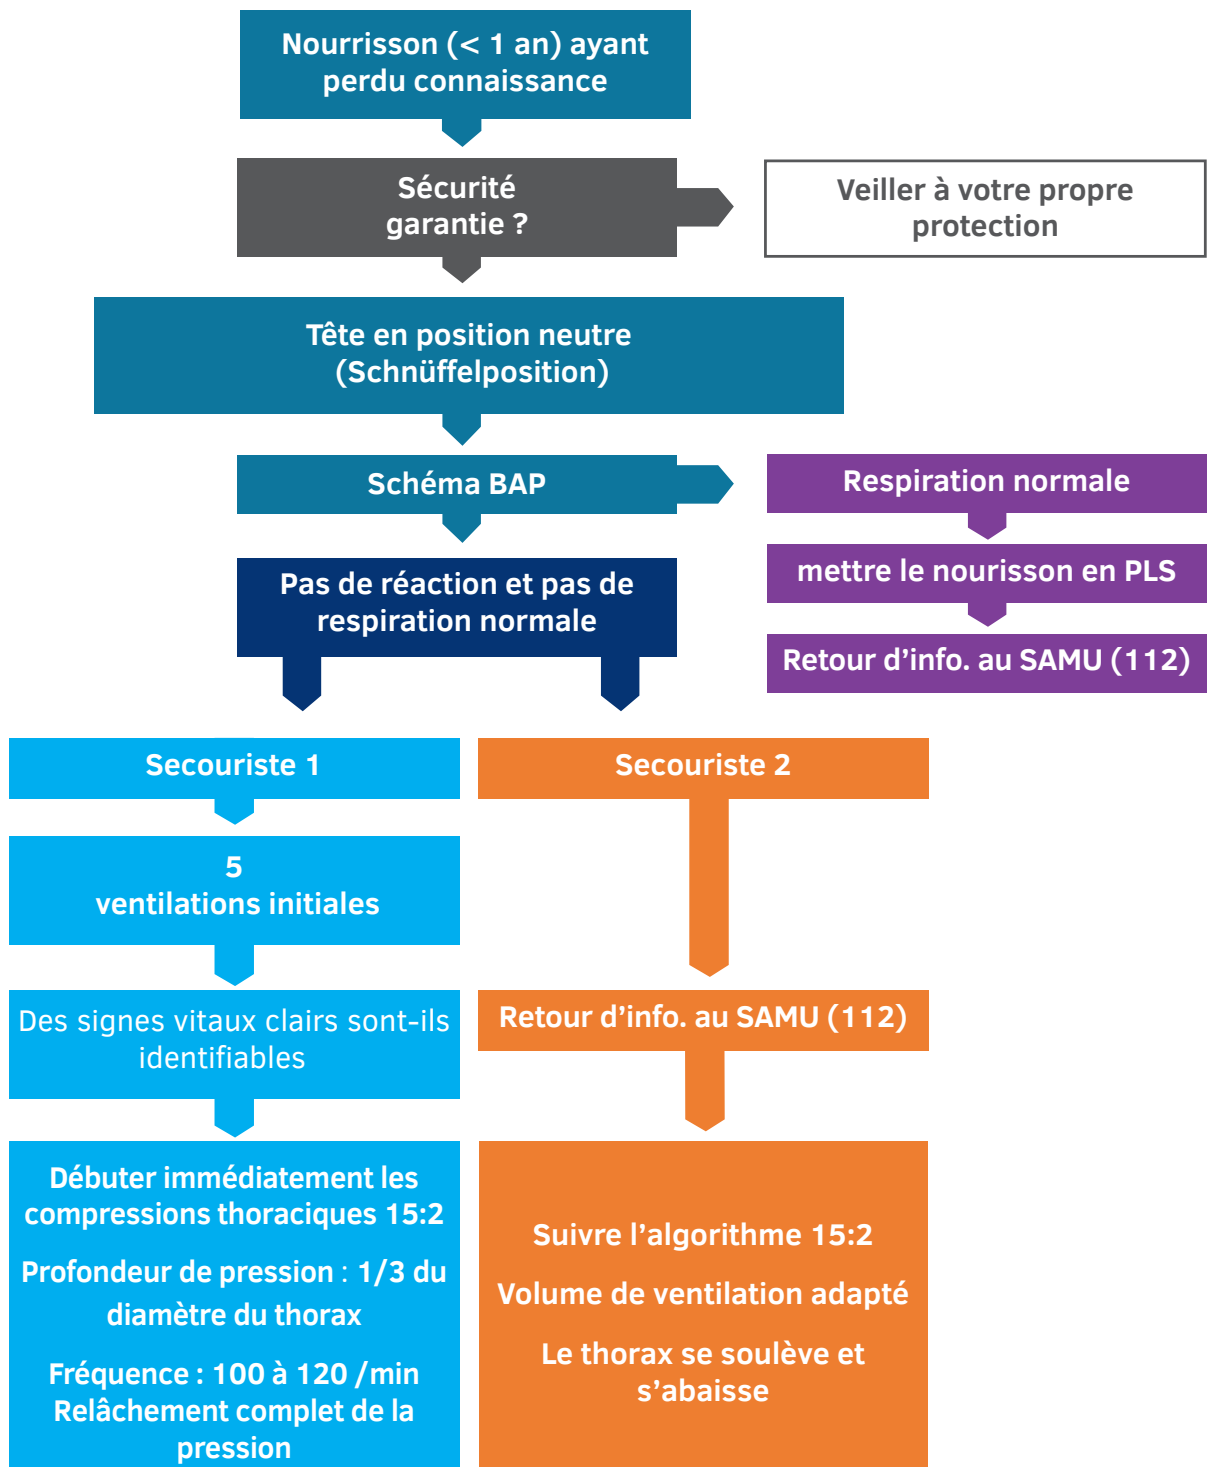 Nourrisson (< 1 an) ayant
perdu connaissance
Sécurité
garantie ?
Veiller à votre propre
protection
Tête en position neutre
(Schnüffelposition)
Schéma BAP
Respiration normale
mettre le nourisson en PLS
Retour d’info. au SAMU (112)
Pas de réaction et pas de
respiration normale
Secouriste 1
5
ventilations initiales
Des signes vitaux clairs sont-ils
identifiables
Débuter immédiatement les
compressions thoraciques 15:2
Profondeur de pression : 1/3 du
diamètre du thorax
Fréquence : 100 à 120 /min
Relâchement complet de la
pression
Secouriste 2
Retour d’info. au SAMU (112)
Suivre l’algorithme 15:2
Volume de ventilation adapté
Le thorax se soulève et
s’abaisse